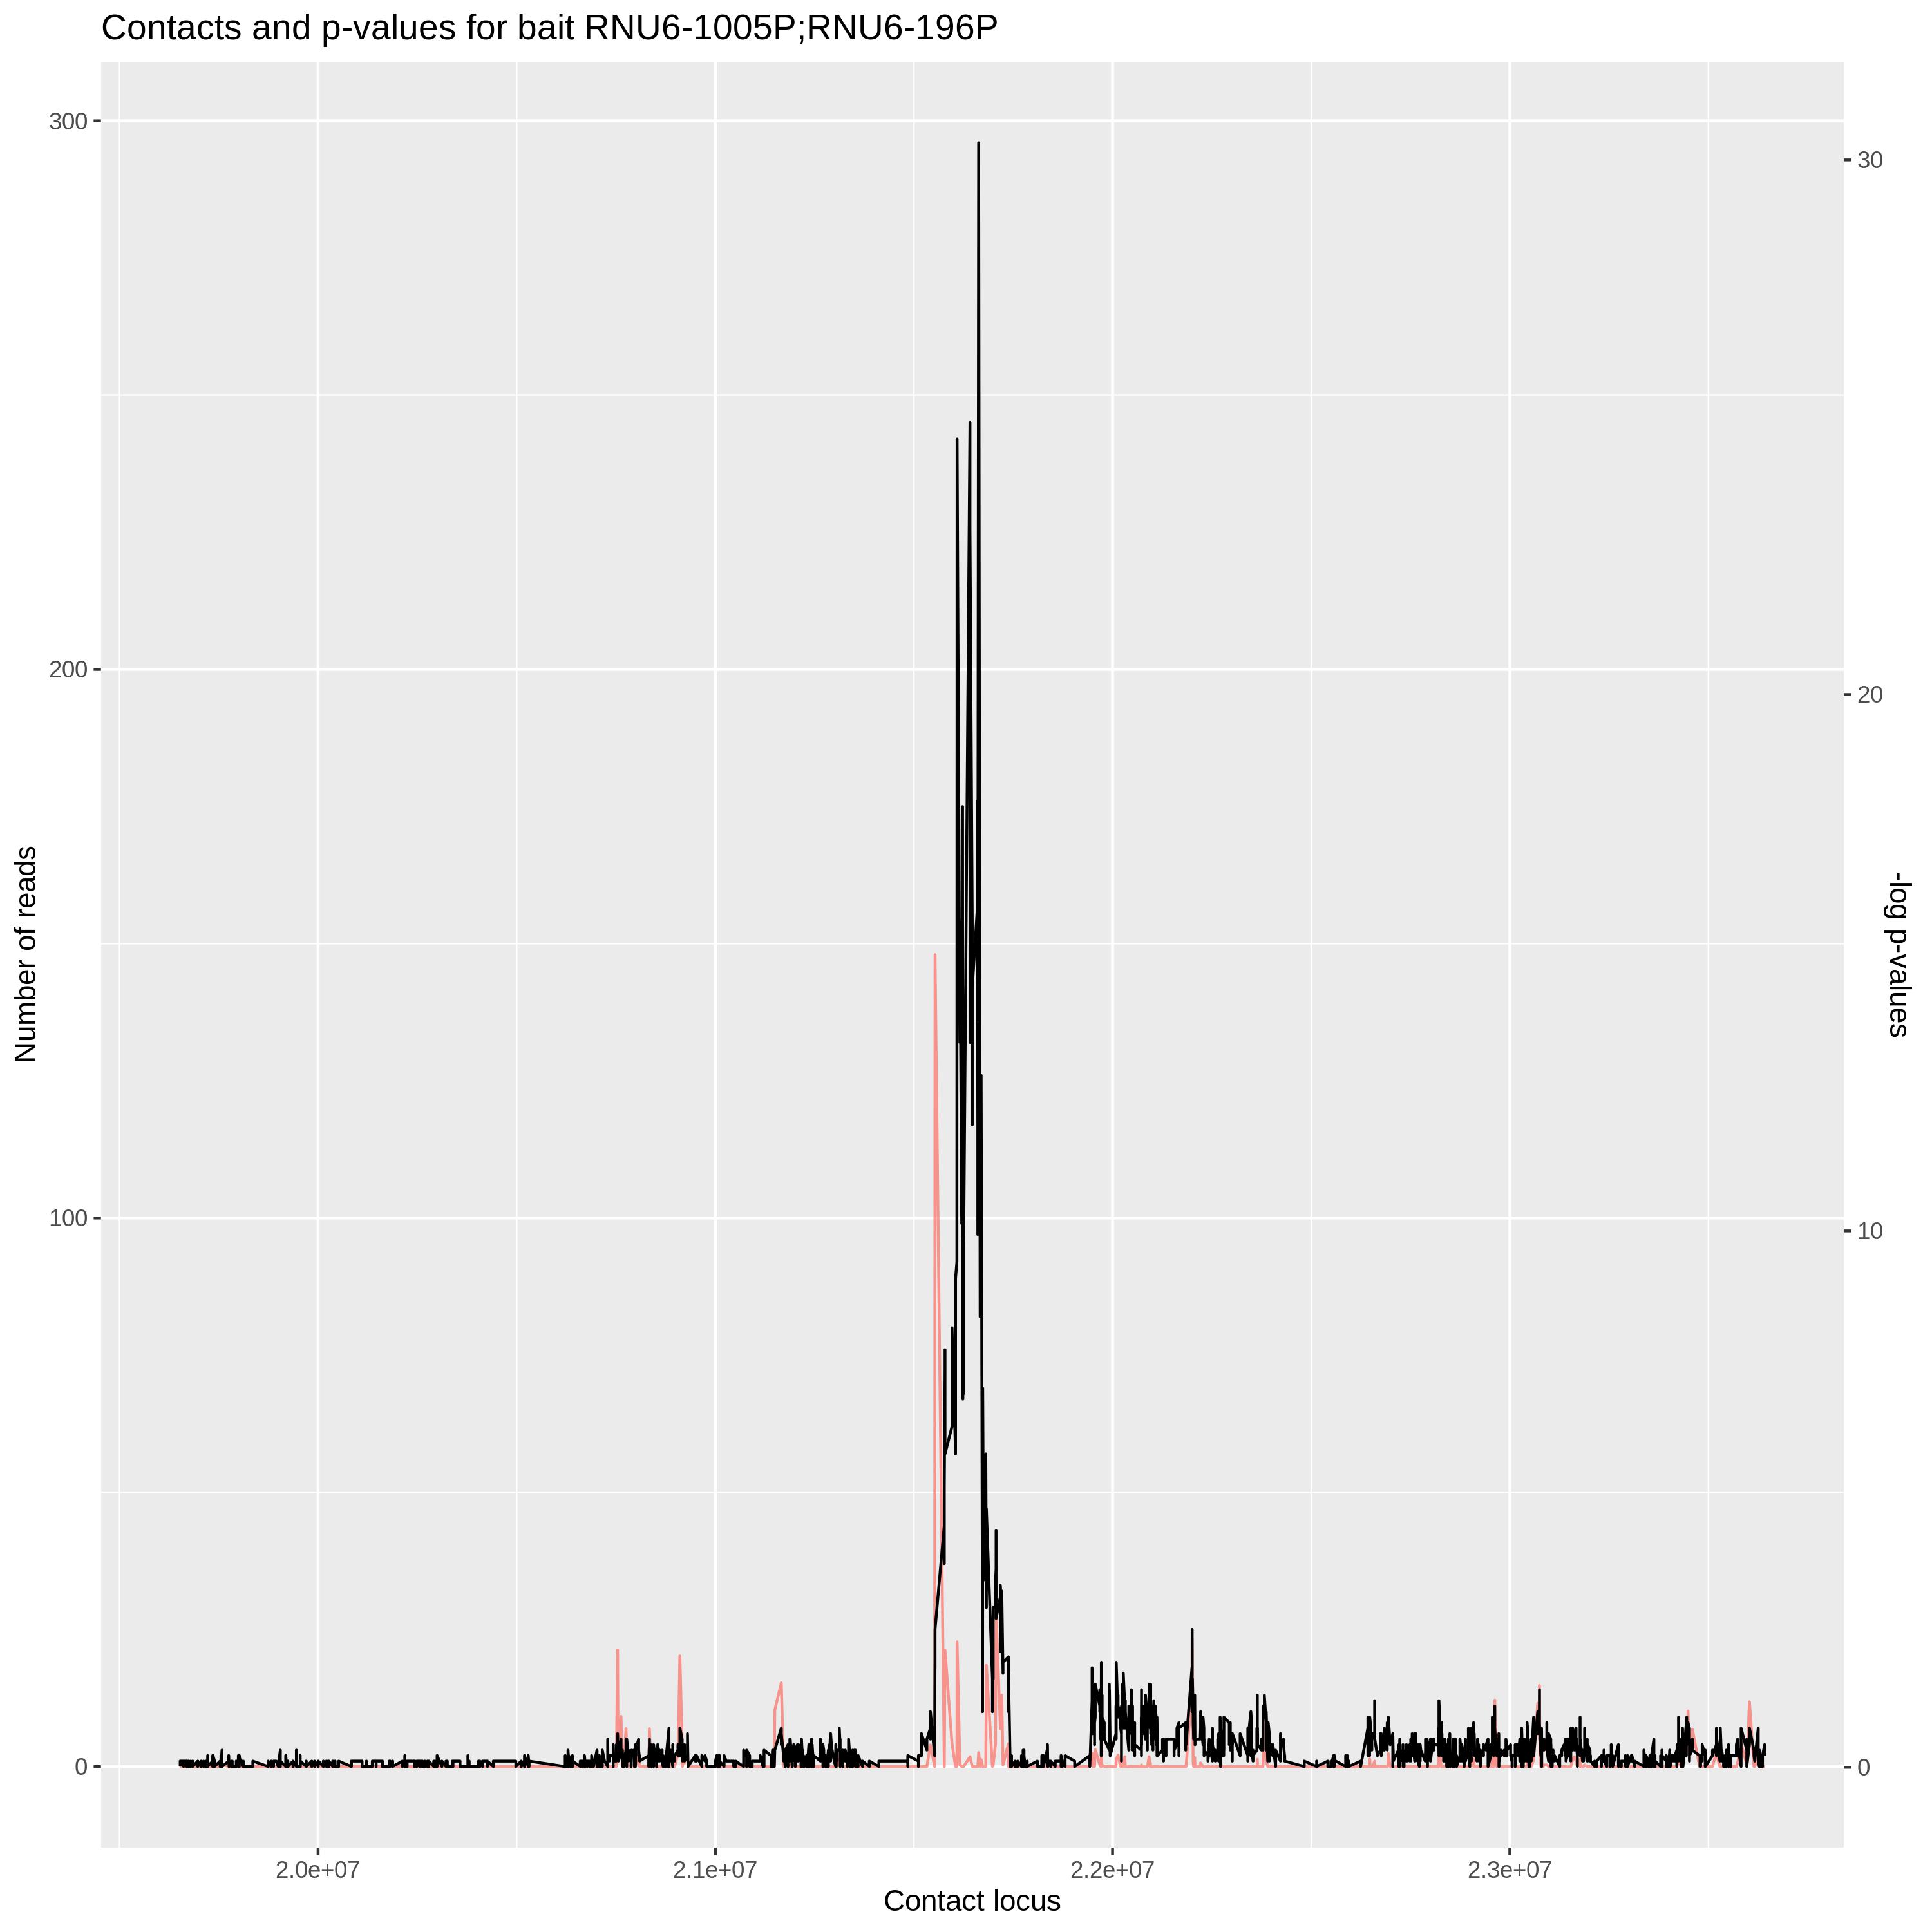 Contacts and p-values for bait RNU6-1005P;RNU6-196P
300
200
100
0
Number of reads
30
20
10
0
-log p-values
2.0e+07
2.1e+07
2.2e+07
2.3e+07
Contact locus